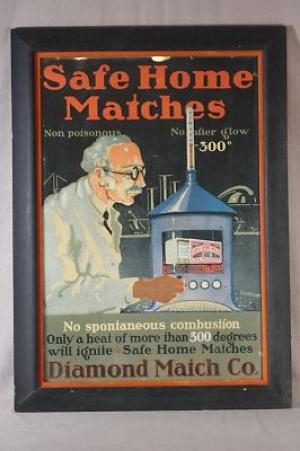 Safe Home
Matches
Non poisonous No after glow
300°
No spontaneous combustion
Only a heat of more than 300 degrees
will ignite Safe Home Matches
Diamond Match Co.